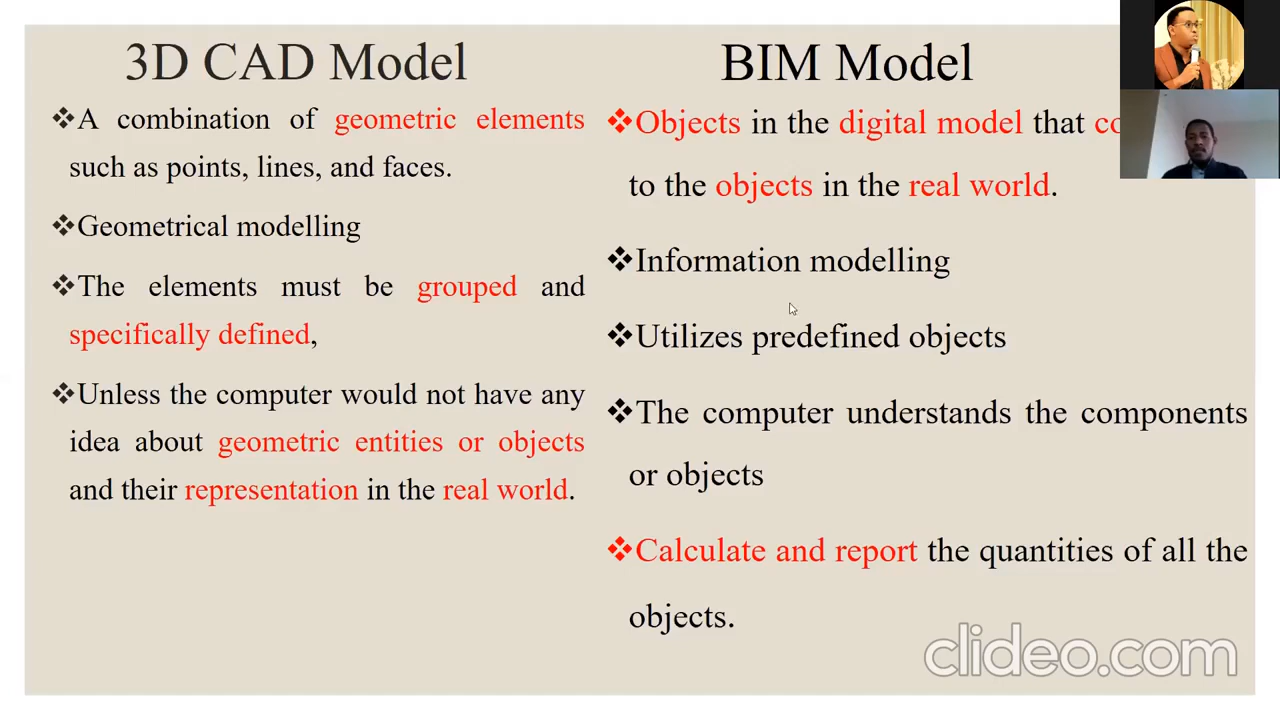 3D CAD Model
❖A combination of geometric elements
such as points, lines, and faces.
❖Geometrical modelling
❖The elements must be grouped and
specifically defined,
❖Unless the computer would not have any
idea about geometric entities or objects
and their representation in the real world.
BIM Model
❖Objects in the digital model that
to the objects in the real world.
❖Information modelling
❖Utilizes predefined objects
❖The computer understands the components
or objects
❖Calculate and report the quantities of all the
objects.
clideo.com